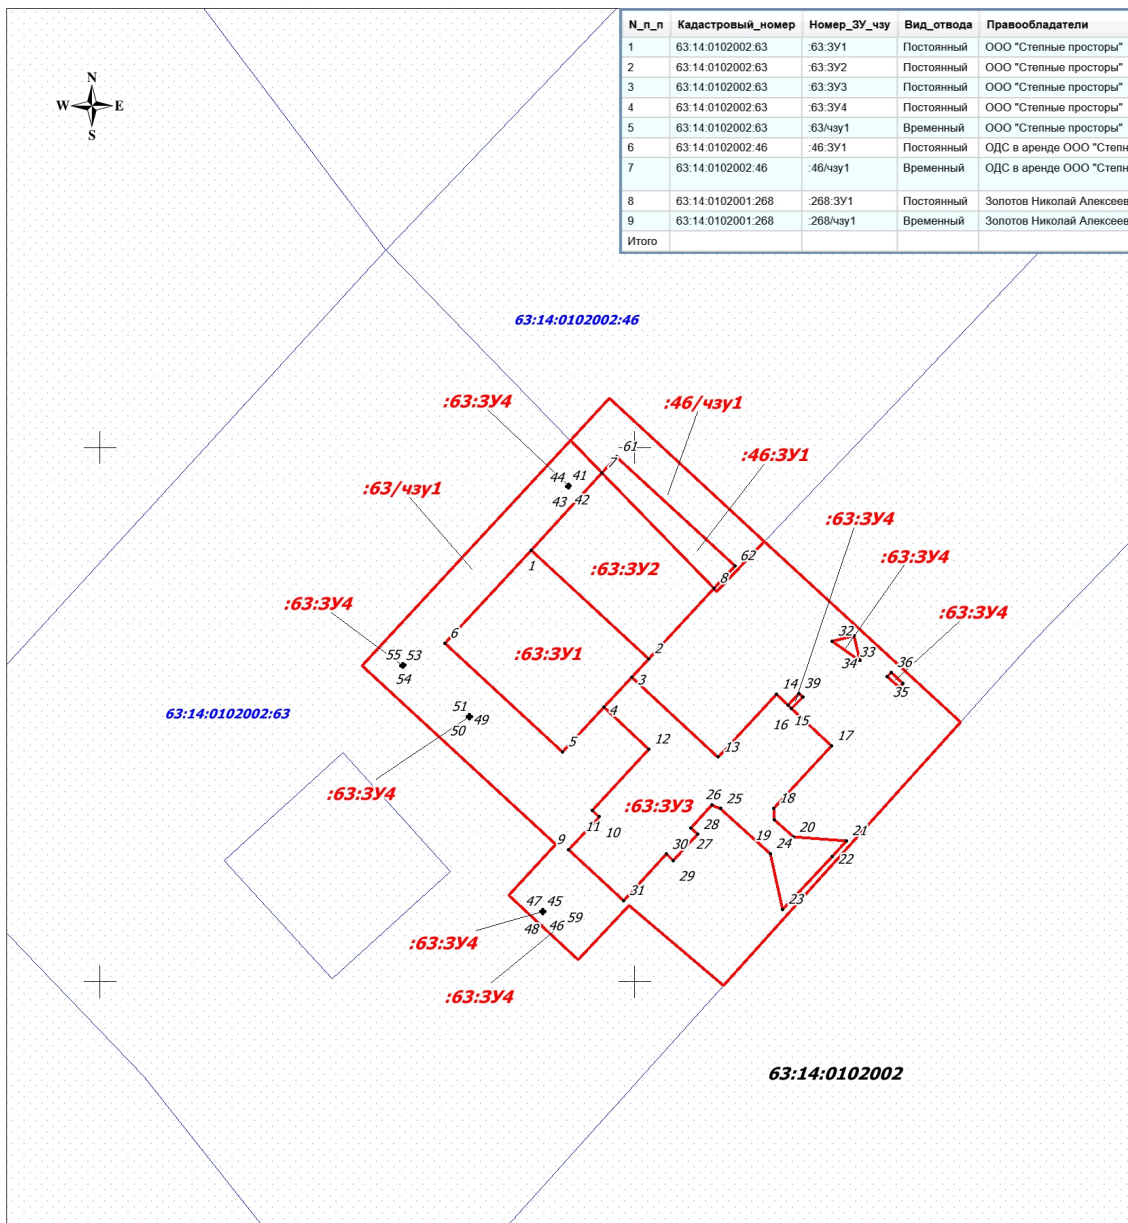 N_п_п Кадастровый_номер Номер_ЗУ_чзу Вид_отвода Правообладатели
1 63:14:0102002:63 :63:ЗУ1 Постоянный ООО "Степные просторы"
2 63:14:0102002:63 :63:ЗУ2 Постоянный ООО "Степные просторы"
3 63:14:0102002:63 :63:ЗУ3 Постоянный ООО "Степные просторы"
4 63:14:0102002:63 :63:ЗУ4 Постоянный ООО "Степные просторы"
5 63:14:0102002:63 :63/чзу1 Временный ООО "Степные просторы"
6 63:14:0102002:46 :46:ЗУ1 Постоянный ОДС в аренде ООО "Степн
7 63:14:0102002:46 :46/чзу1 Временный ОДС в аренде ООО "Степн
8 63:14:0102001:268 :268:ЗУ1 Постоянный Золотов Николай Алексеев
9 63:14:0102001:268 :268/чзу1 Временный Золотов Николай Алексеев
Итого
N
W E
S
63:14:0102002:46
:63:ЗУ4
:46/чзу1
61
:46:ЗУ1
7
44 41
:63/чзу1
43 42
:63:ЗУ4
62
:63:ЗУ4
1
:63:ЗУ2
8
:63:ЗУ4
:63:ЗУ4
32
6
2
:63:ЗУ1
33
55 53
34
36
54
3
14 39
35
63:14:0102002:63
51
49
4
16 15
50
17
5
12
13
:63:ЗУ4
:63:ЗУ3
26 25
18
11 10
28
20
27
21
9
19 24
30
22
29
31
23
47 45
59
48 46
:63:ЗУ4
:63:ЗУ4
63:14:0102002